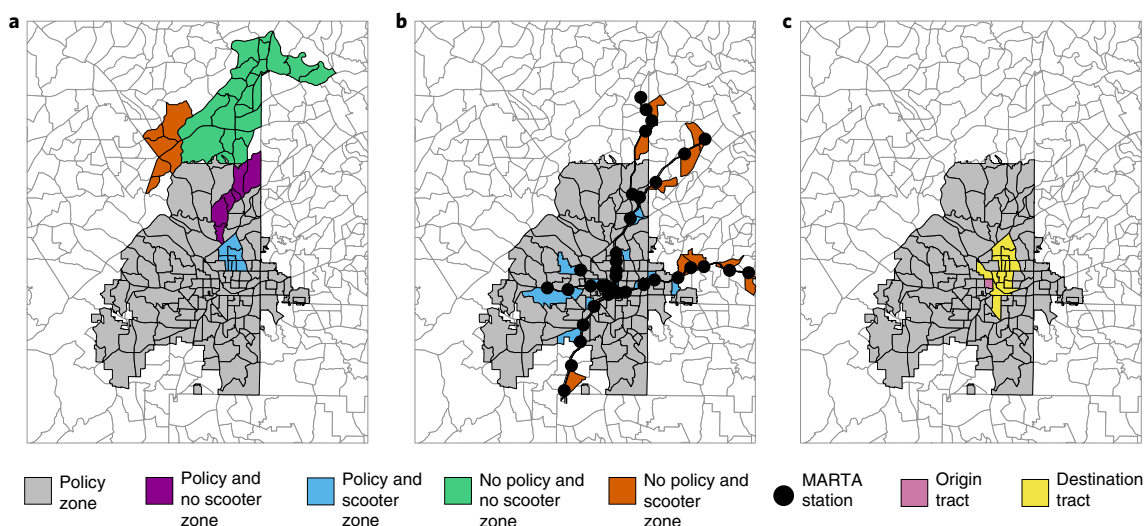 a
b
c
Policy
zone
Policy and
no scooter
zone
Policy and
scooter
zone
No policy and
no scooter
zone
No policy and
scooter
zone
MARTA
station
Origin
tract
Destination
tract